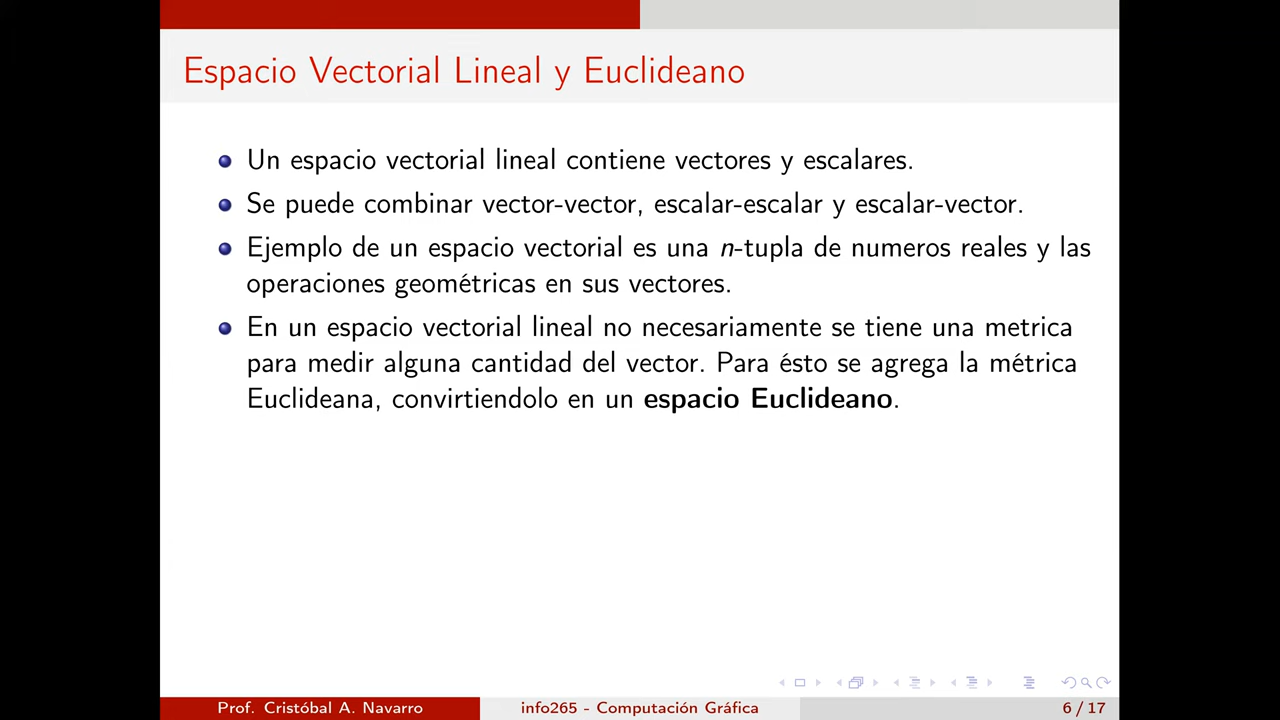 Espacio Vectorial Lineal y Euclideano
Un espacio vectorial lineal contiene vectores y escalares.
Se puede combinar vector-vector, escalar-escalar y escalar-vector.
Ejemplo de un espacio vectorial es una n-tupla de numeros reales y las
operaciones geométricas en sus vectores.
En un espacio vectorial lineal no necesariamente se tiene una metrica
para medir alguna cantidad del vector. Para ésto se agrega la métrica
Euclideana, convirtiendolo en un espacio Euclideano.
Prof. Cristóbal A. Navarro info265 - Computación Gráfica 6 / 17